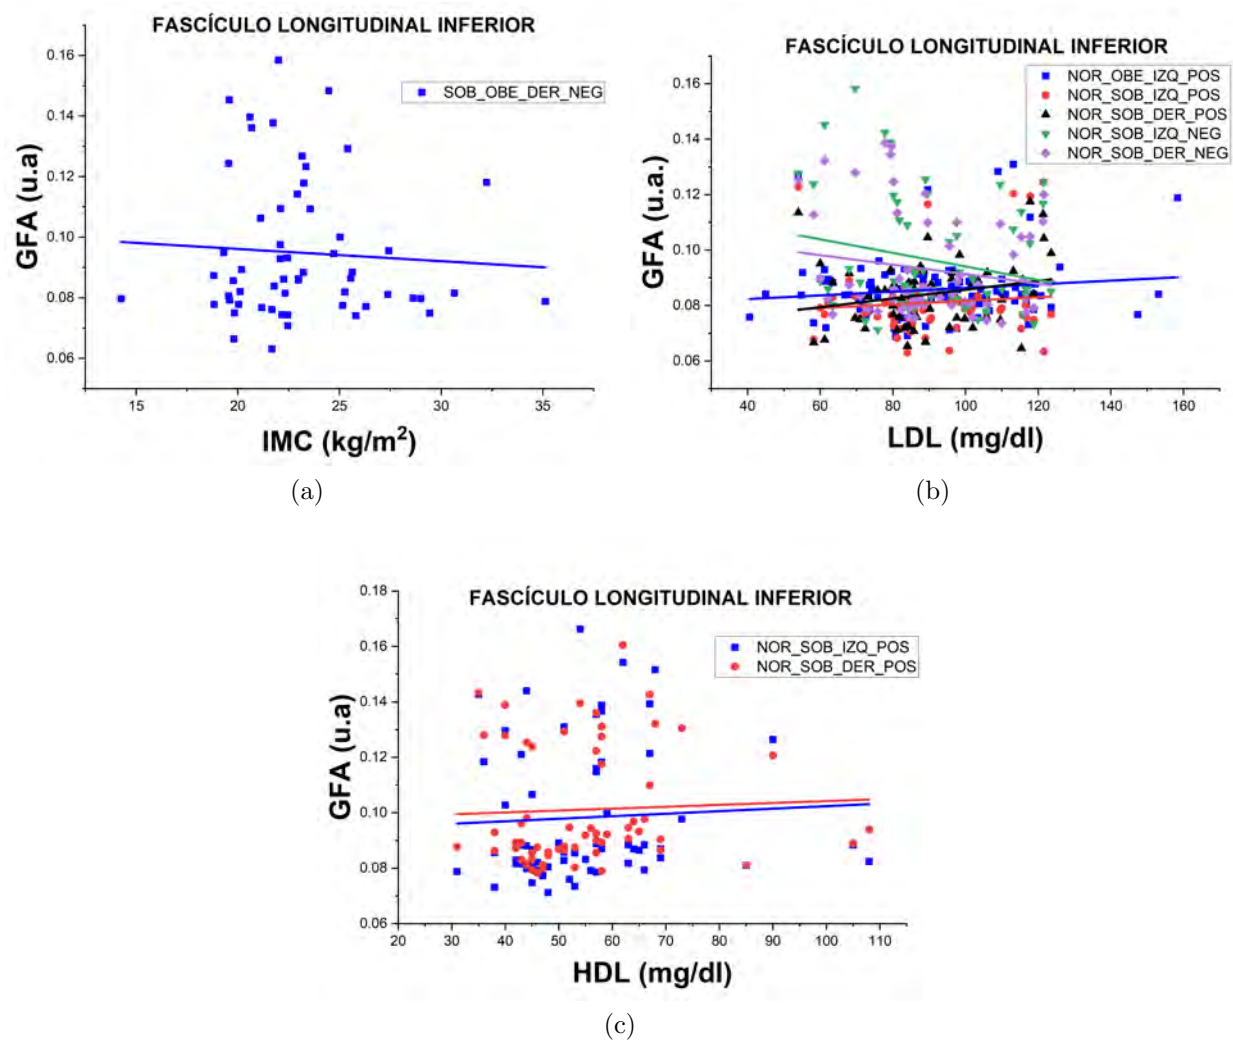 FASCÍCULO LONGITUDINAL INFERIOR
SOB_OBE_DER_NEG
GFA (u.a)
0.16
0.14
0.12
0.10
0.08
0.06
15 20 25 30 35
IMC (kg/m²)
(a)
FASCÍCULO LONGITUDINAL INFERIOR
NOR_OBE_IZQ_POS
NOR_SOB_IZQ_POS
NOR_SOB_DER_POS
NOR_SOB_IZQ_NEG
NOR_SOB_DER_NEG
GFA (u.a.)
0.16
0.14
0.12
0.10
0.08
0.06
40 60 80 100 120 140 160
LDL (mg/dl)
(b)
FASCÍCULO LONGITUDINAL INFERIOR
NOR_SOB_IZQ_POS
NOR_SOB_DER_POS
GFA (u.a)
0.18
0.16
0.14
0.12
0.10
0.08
0.06
20 30 40 50 60 70 80 90 100 110
HDL (mg/dl)
(c)